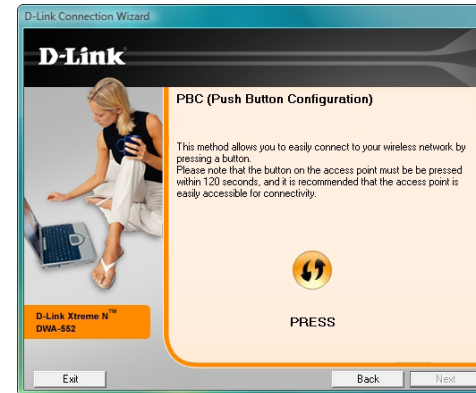 D-Link Connection Wizard
D-Link
PBC (Push Button Configuration)
This method allows you to easily connect to your wireless network by
pressing a button.
Please note that the button on the access point must be be pressed
within 120 seconds, and it is recommended that the access point is
easily accessible for connectivity.
PRESS
D-Link Xtreme N™
DWA-552
Exit
Back
Next